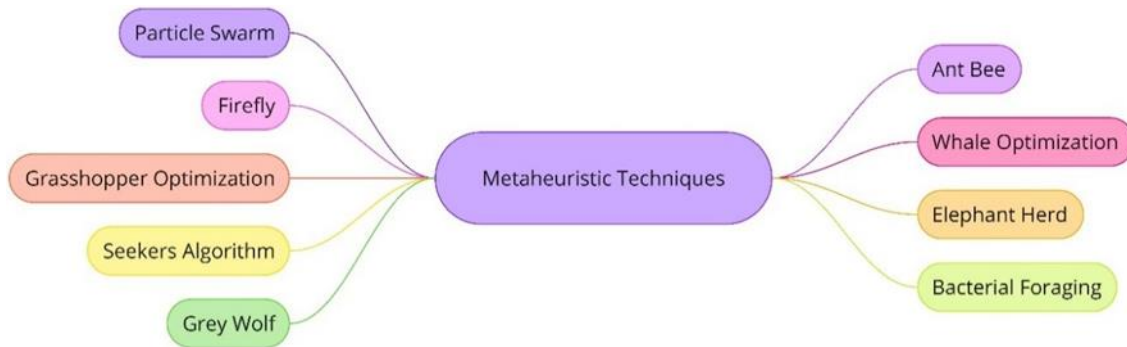 Particle Swarm
Firefly
Grasshopper Optimization
Seekers Algorithm
Grey Wolf
Metaheuristic Techniques
Ant Bee
Whale Optimization
Elephant Herd
Bacterial Foraging